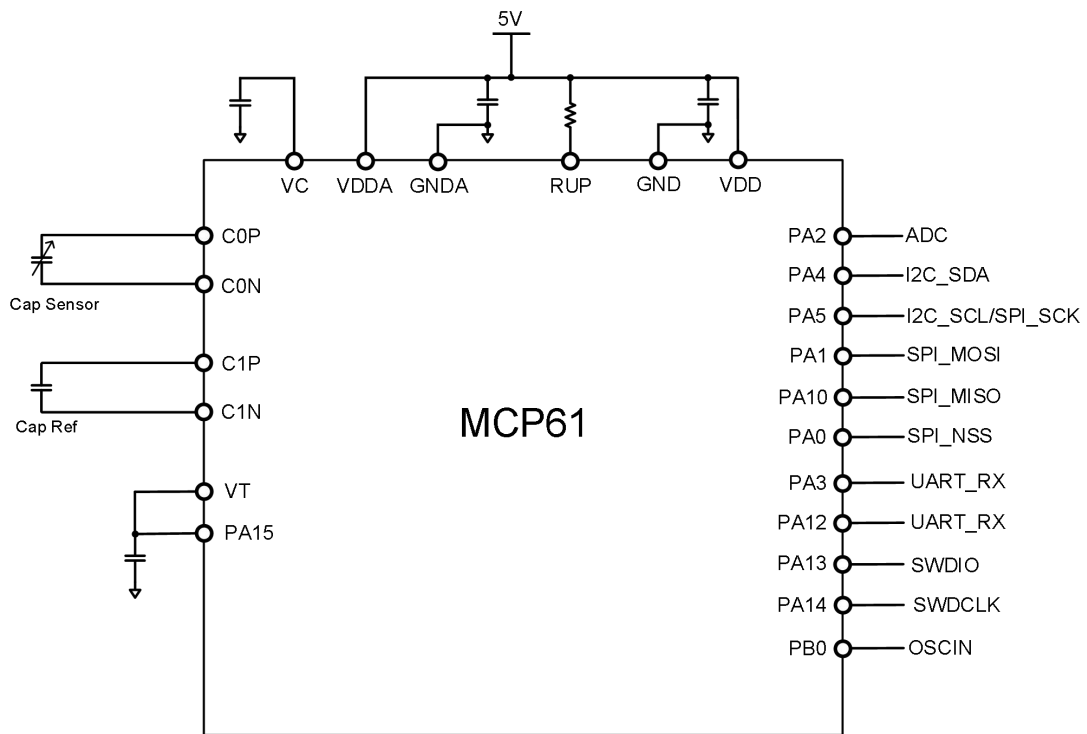 5V
VC VDDA GNDA RUP GND VDD
C0P PA2 ADC
C0N PA4 I2C_SDA
Cap Sensor
PA5 I2C_SCL/SPI_SCK
C1P PA1 SPI_MOSI
C1N PA10 SPI_MISO
Cap Ref
MCP61
PA0 SPI_NSS
VT PA3 UART_RX
PA15 PA12 UART_RX
PA13 SWDIO
PA14 SWDCLK
PB0 OSCIN